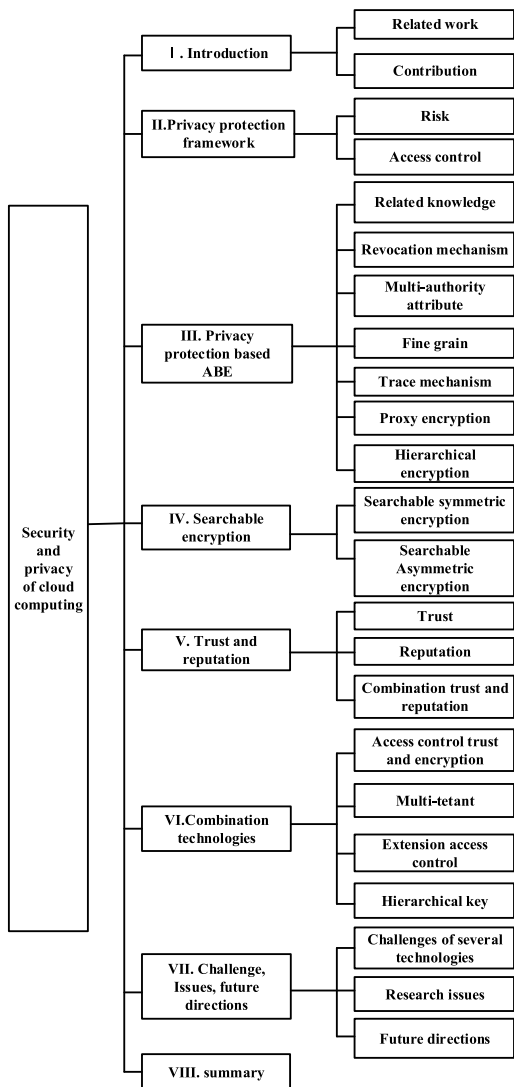 Security
and
privacy
of cloud
computing
Ⅰ. Introduction
Related work
Contribution
II.Privacy protection
framework
Risk
Access control
III. Privacy
protection based
ABE
Related knowledge
Revocation mechanism
Multi-authority
attribute
Fine grain
Trace mechanism
Proxy encryption
Hierarchical
encryption
IV. Searchable
encryption
Searchable symmetric
encryption
Searchable
Asymmetric
encryption
V. Trust and
reputation
Trust
Reputation
Combination trust and
reputation
VI.Combination
technologies
Access control trust
and encryption
Multi-tetant
Extension access
control
Hierarchical key
VII. Challenge,
Issues, future
directions
Challenges of several
technologies
Research issues
Future directions
VIII. summary